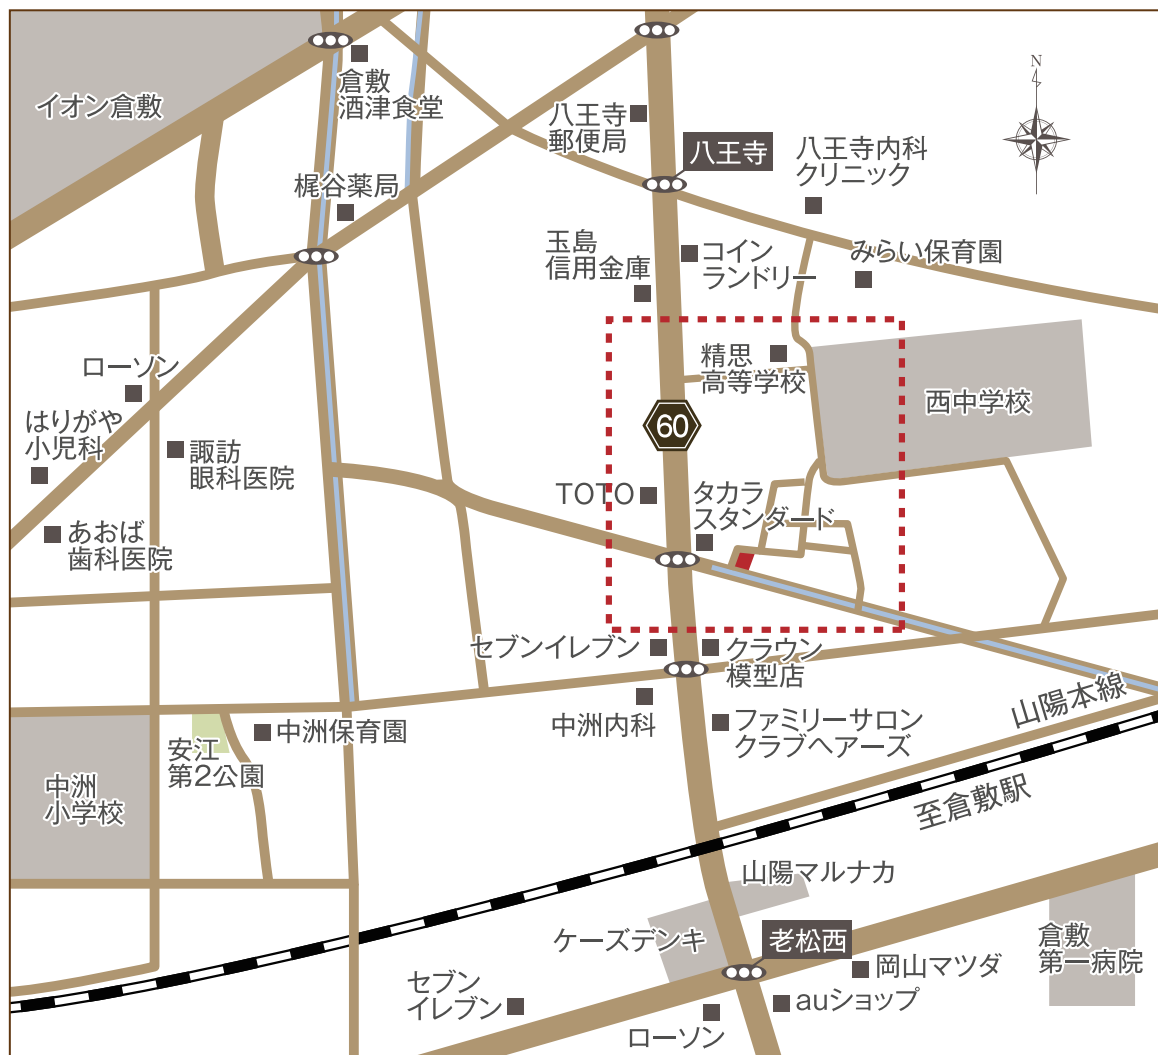 N
イオン倉敷
倉敷
酒津食堂
八王寺
郵便局
八王寺
八王寺内科
クリニック
梶谷薬局
玉島
信用金庫
コイン
ランドリー
みらい保育園
ローソン
精思
高等学校
西中学校
はりがや
小児科
諏訪
眼科医院
60
TOTO
タカラ
スタンダード
あおば
歯科医院
セブンイレブン
クラウン
模型店
中洲内科
ファミリーサロン
クラブヘアーズ
山陽本線
中洲保育園
安江
第2公園
中洲
小学校
至倉敷駅
山陽マルナカ
ケーズデンキ
老松西
倉敷
第一病院
岡山マツダ
セブン
イレブン
auショップ
ローソン